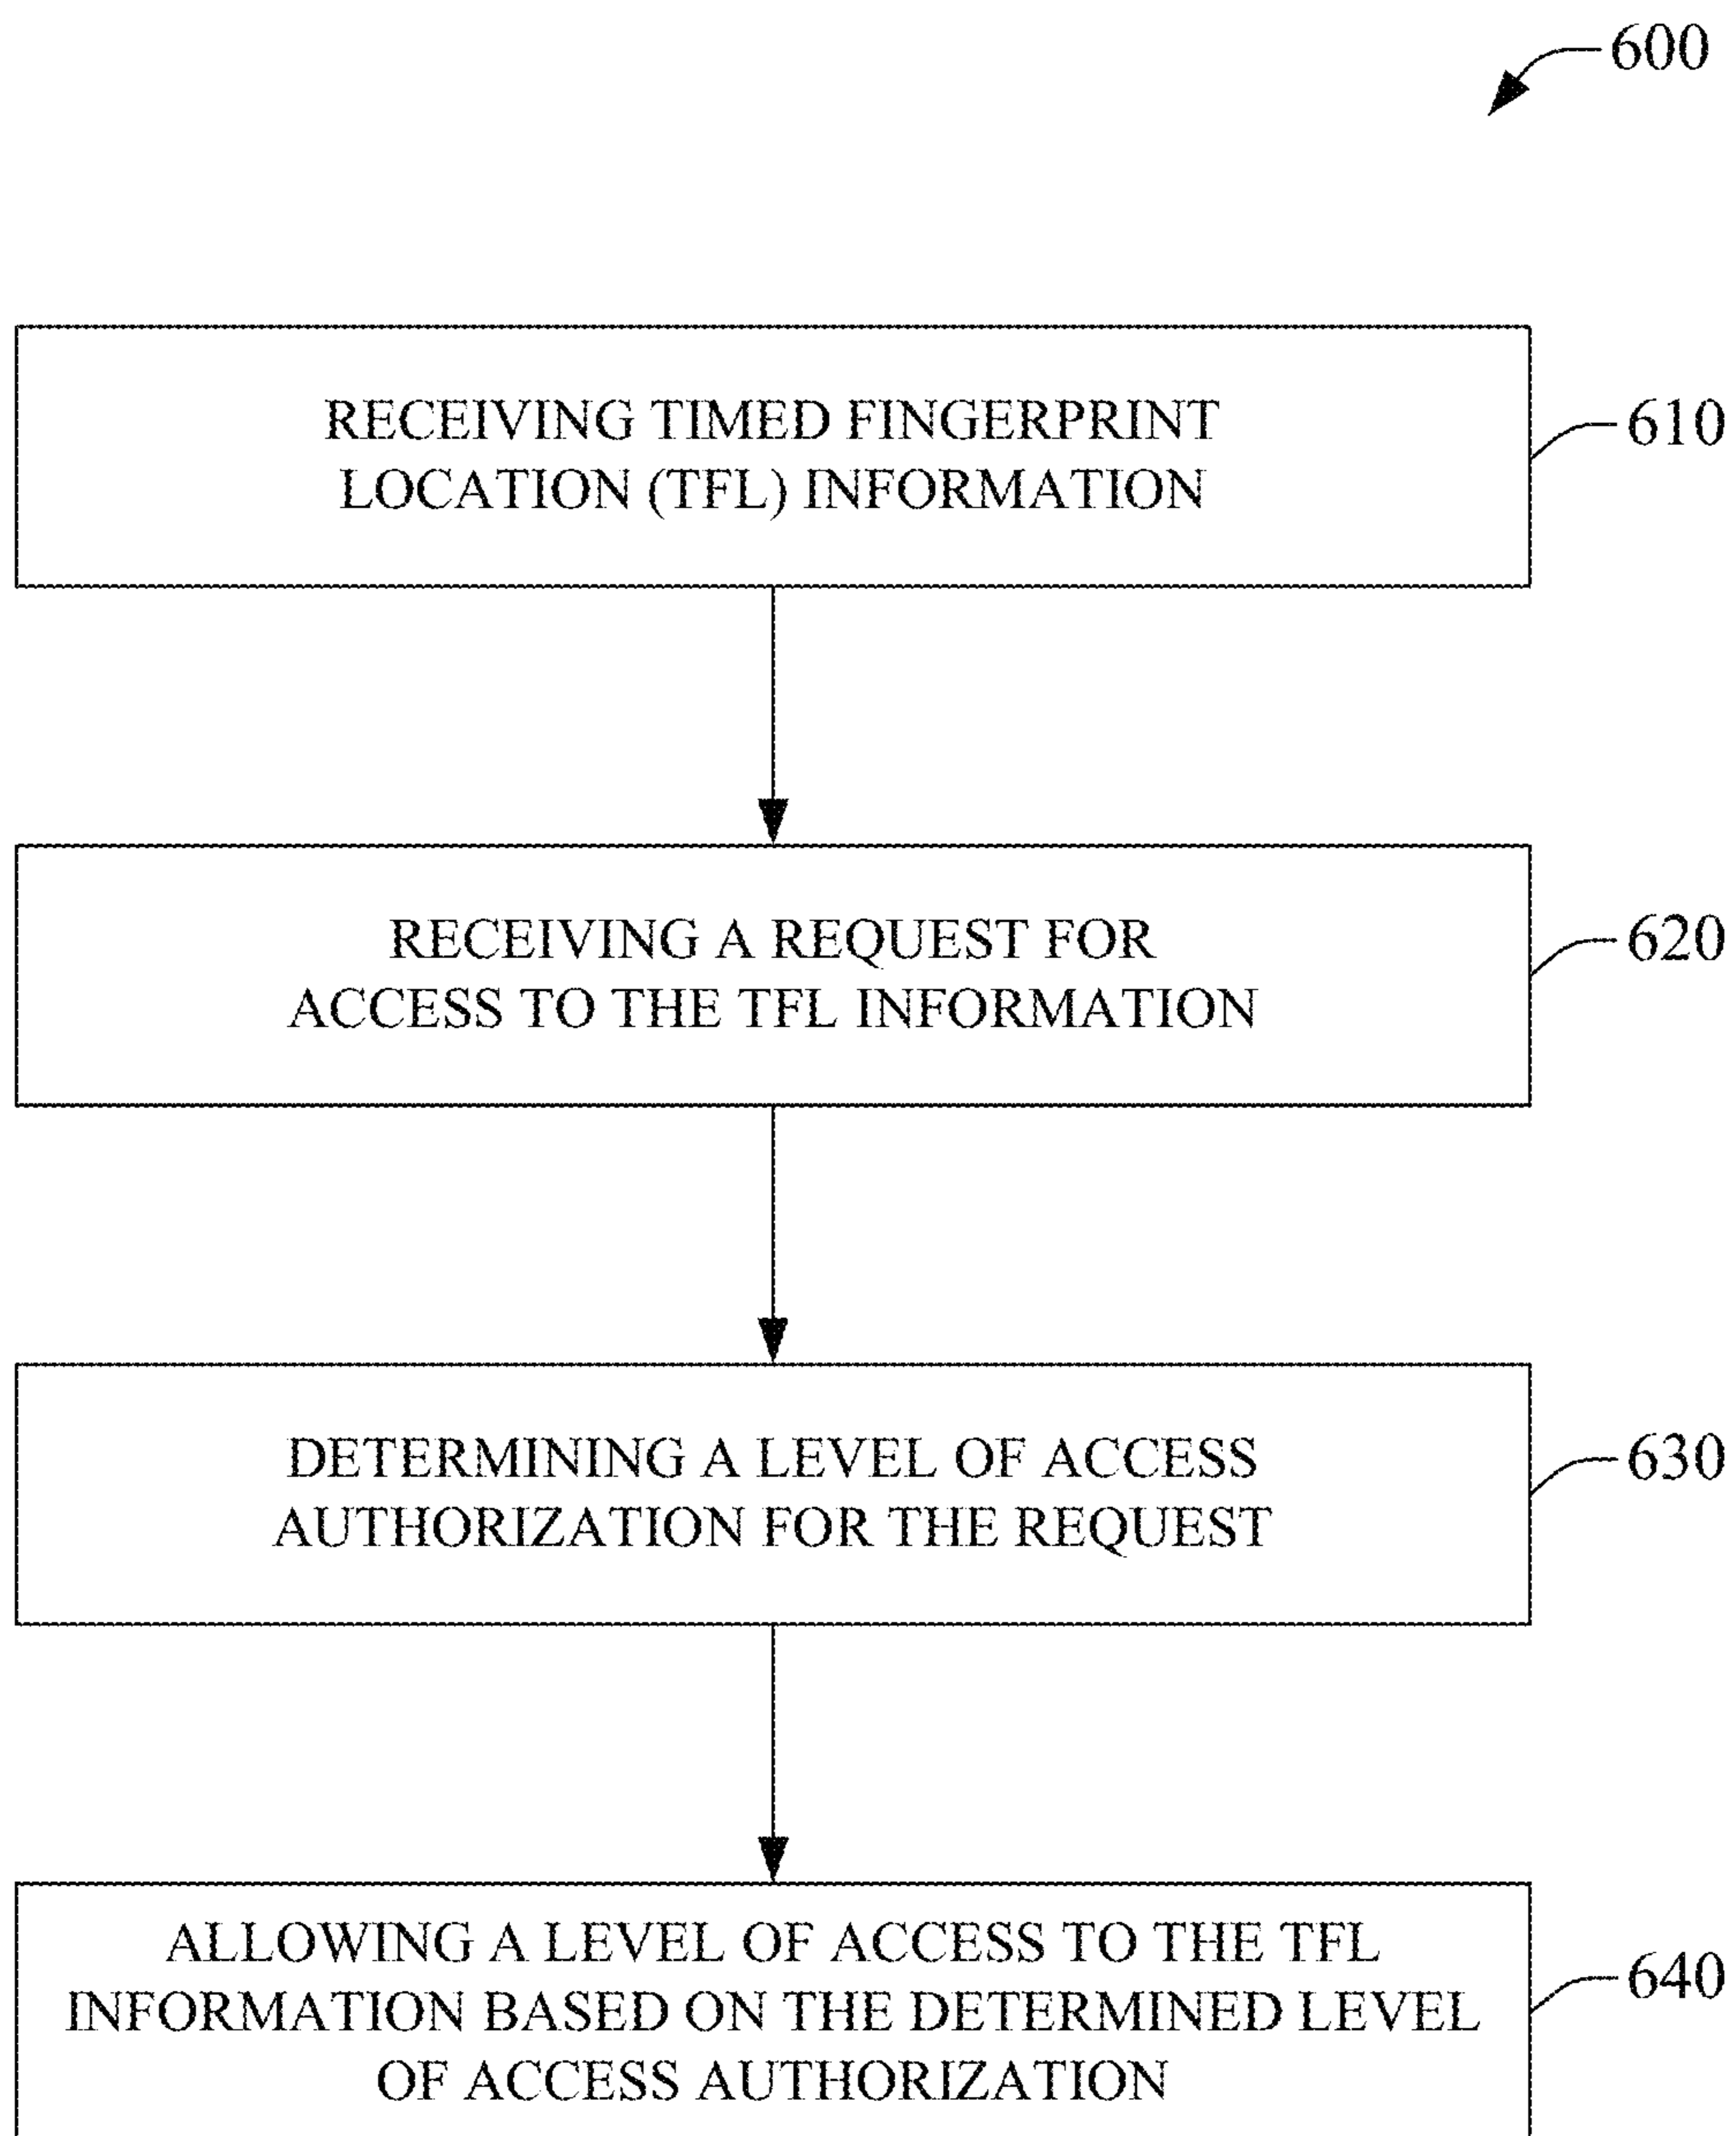 600
RECEIVING TIMED FINGERPRINT
LOCATION (TFL) INFORMATION
610
RECEIVING A REQUEST FOR
ACCESS TO THE TFL INFORMATION
620
DETERMINING A LEVEL OF ACCESS
AUTHORIZATION FOR THE REQUEST
630
ALLOWING A LEVEL OF ACCESS TO THE TFL
INFORMATION BASED ON THE DETERMINED LEVEL
OF ACCESS AUTHORIZATION
640